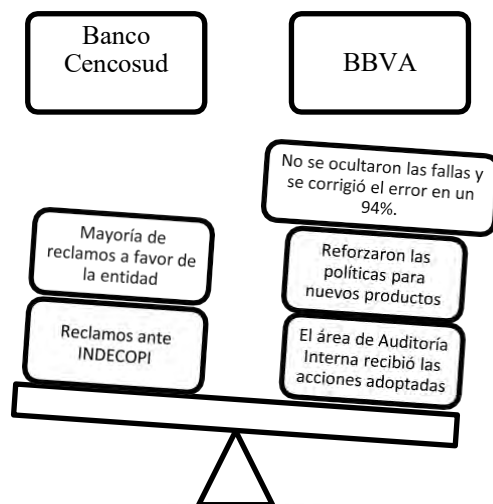 Banco
Cencosud
BBVA
No se ocultaron las fallas y
se corrigió el error en un
94%.
Mayoría de
reclamos a favor de
la entidad
Reforzaron las
políticas para
nuevos productos
Reclamos ante
INDECOPI
El área de Auditoría
Interna recibió las
acciones adoptadas